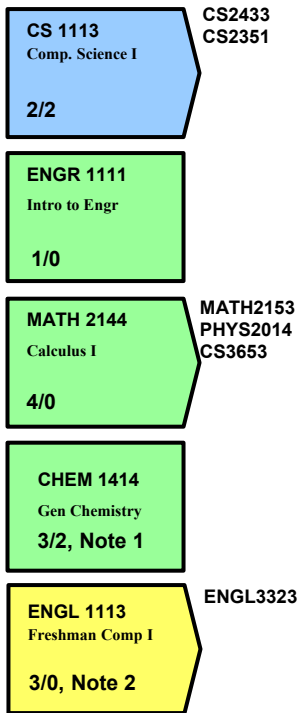 CS 1113
Comp. Science I
2/2
CS2433
CS2351
ENGR 1111
Intro to Engr
1/0
MATH 2144
Calculus I
4/0
MATH2153
PHYS2014
CS3653
CHEM 1414
Gen Chemistry
3/2, Note 1
ENGL 1113
Freshman Comp I
3/0, Note 2
ENGL3323